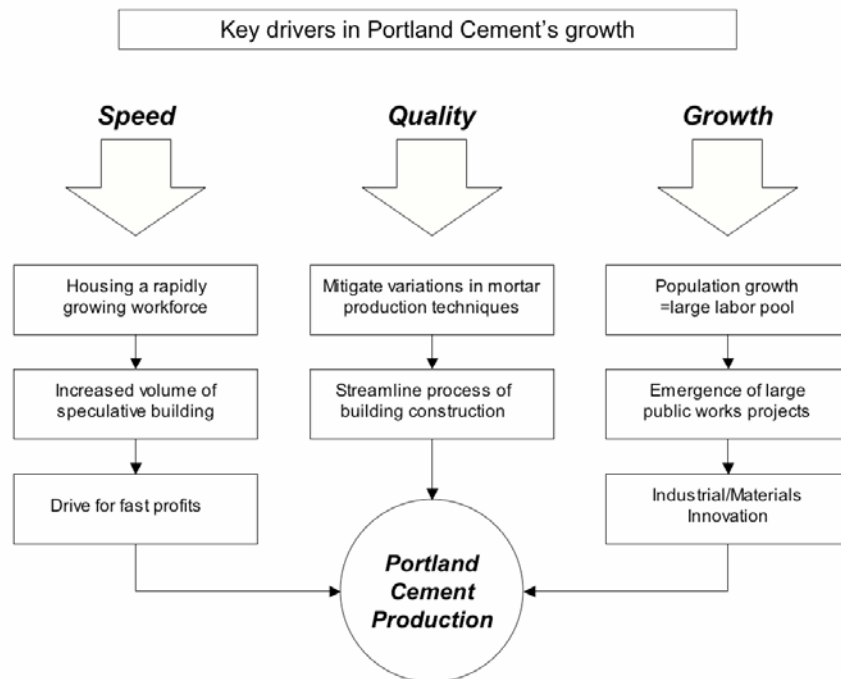 Key drivers in Portland Cement's growth
Speed
Housing a rapidly
growing workforce
Increased volume of
speculative building
Drive for fast profits
Quality
Mitigate variations in mortar
production techniques
Streamline process of
building construction
Growth
Population growth
=large labor pool
Emergence of large
public works projects
Industrial/Materials
Innovation
Portland
Cement
Production